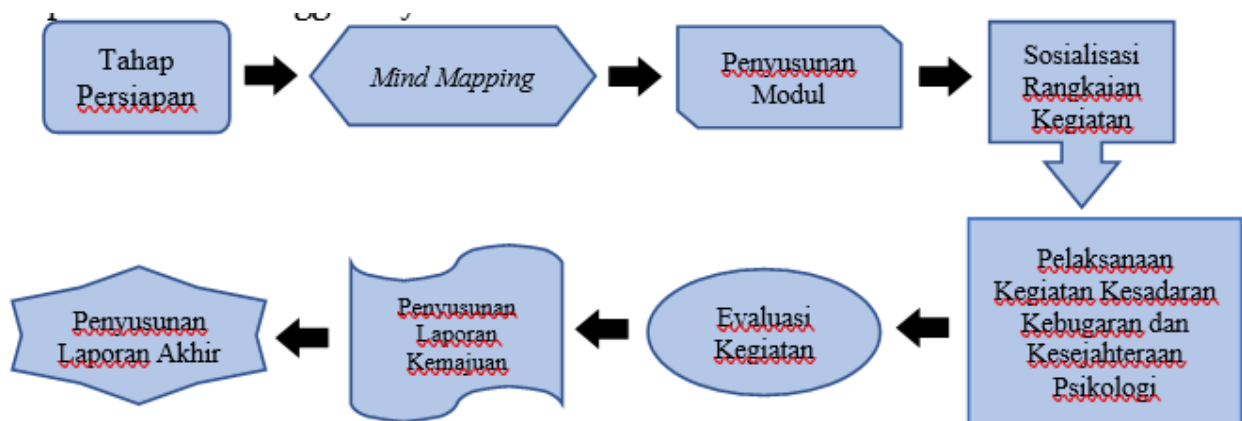 Tahap
Persiapan
Mind Mapping
Penyusunan
Modul
Sosialisasi
Rangkaian
Kegiatan
Pelaksanaan
Kegiatan Kesadaran
Kebugaran dan
Kesejahteraan
Psikologi
Evaluasi
Kegiatan
Penyusunan
Laporan
Kemajuan
Penyusunan
Laporan Akhir